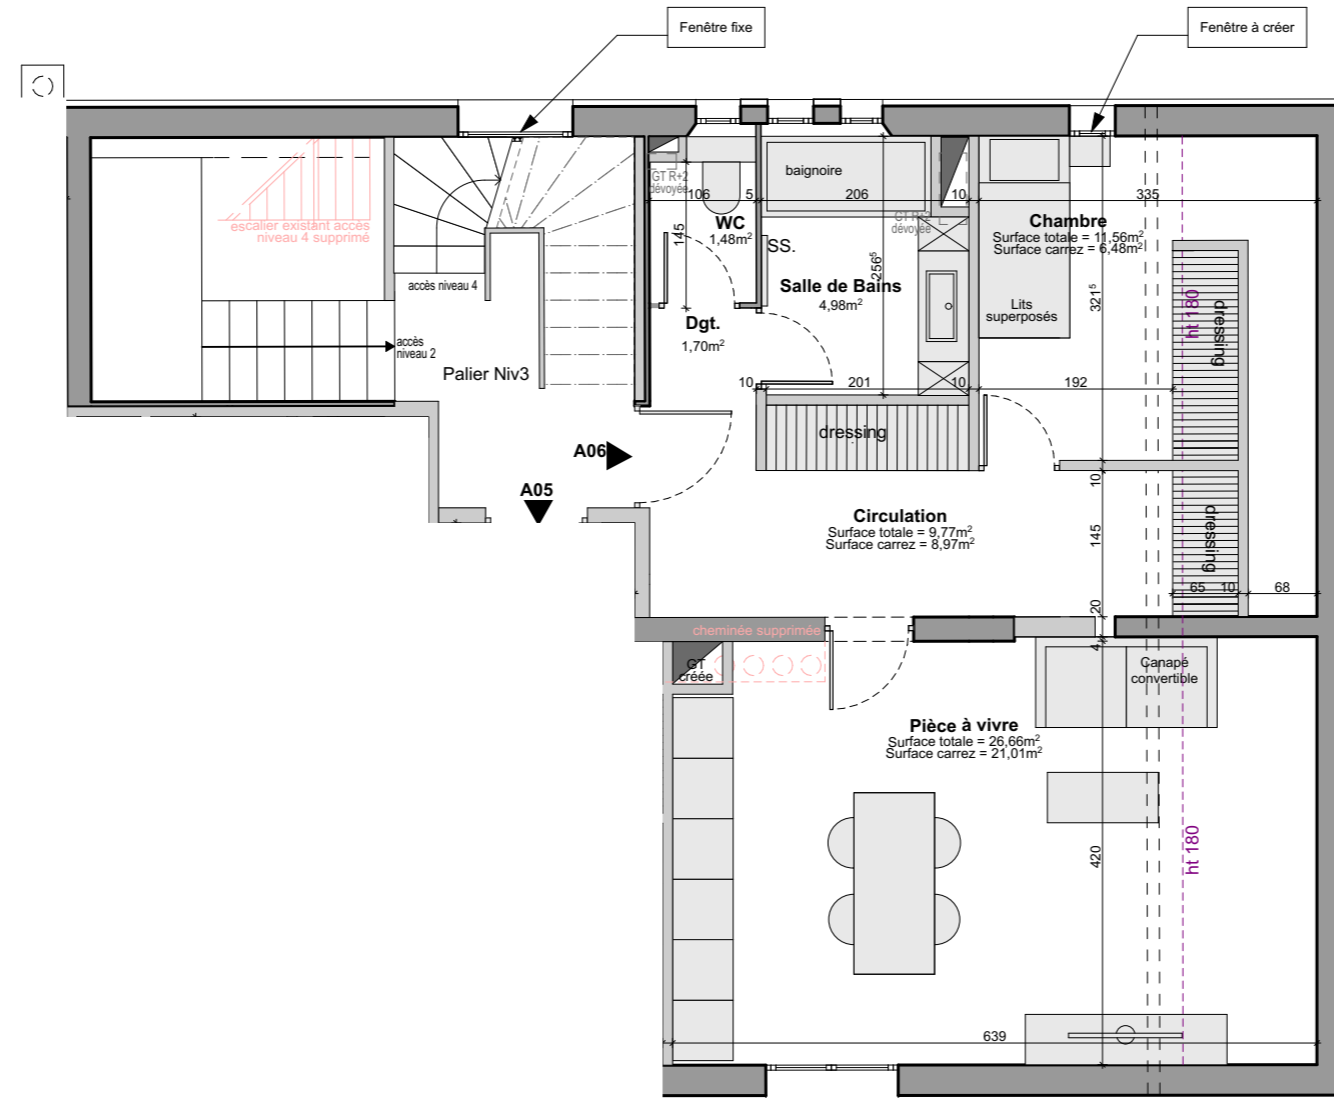 Fenêtre fixe
Fenêtre à créer
escalier existant accès
niveau 4 supprimé
accès niveau 4
accès
niveau 2
Palier Niv3
GT R+2
dévoyée
106
5
206
10
335
baignoire
WC
1,48m²
145
SS.
GT R+2
dévoyée
256⁵
Salle de Bains
4,98m²
Dgt.
1,70m²
Chambre
Surface totale = 11,56m²
Surface carrez = 6,48m²
Lits
superposés
321⁵
ht 180
dressing
10
201
10
192
dressing
A06
A05
Circulation
Surface totale = 9,77m²
Surface carrez = 8,97m²
10
145
dressing
65
10
68
20
4
cheminée supprimée
GT
créée
Canapé
convertible
Pièce à vivre
Surface totale = 26,66m²
Surface carrez = 21,01m²
420
ht 180
639